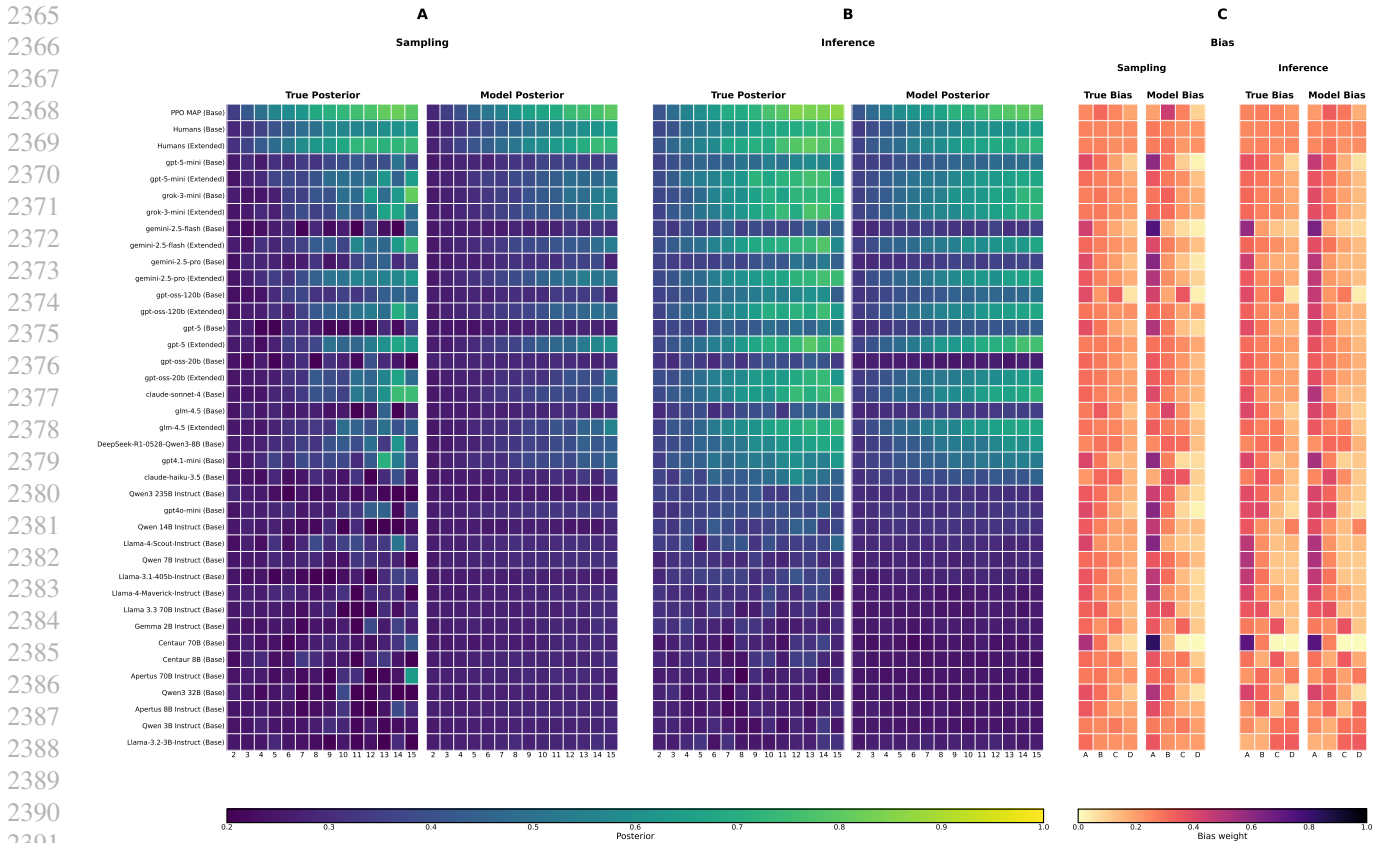 2365
A
B
C
2366
Sampling
Inference
Bias
2367
Sampling
Inference
True Posterior
Model Posterior
True Posterior
Model Posterior
True Bias
Model Bias
True Bias
Model Bias
2368
PPO MAP (Base)
Humans (Base)
2369
Humans (Extended)
gpt-5-mini (Base)
2370
gpt-5-mini (Extended)
grok-3-mini (Base)
2371
grok-3-mini (Extended)
gemini-2.5-flash (Base)
2372
gemini-2.5-flash (Extended)
gemini-2.5-pro (Base)
2373
gemini-2.5-pro (Extended)
gpt-oss-120b (Base)
2374
gpt-oss-120b (Extended)
gpt-5 (Base)
2375
gpt-5 (Extended)
gpt-oss-20b (Base)
2376
gpt-oss-20b (Extended)
claude-sonnet-4 (Base)
2377
glm-4.5 (Base)
glm-4.5 (Extended)
2378
DeepSeek-R1-0528-Qwen3-8B (Base)
gpt4.1-mini (Base)
2379
claude-haiku-3.5 (Base)
Qwen3 235B Instruct (Base)
2380
gpt4o-mini (Base)
Qwen 14B Instruct (Base)
2381
Llama-4-Scout-Instruct (Base)
Qwen 7B Instruct (Base)
2382
Llama-3.1-405b-Instruct (Base)
Llama-4-Maverick-Instruct (Base)
2383
Llama 3.3 70B Instruct (Base)
Gemma 2B Instruct (Base)
2384
Centaur 70B (Base)
2385
Centaur 8B (Base)
Apertus 70B Instruct (Base)
2386
Qwen3 32B (Base)
Apertus 8B Instruct (Base)
2387
Qwen 3B Instruct (Base)
Llama-3.2-3B-Instruct (Base)
2388
2 3 4 5 6 7 8 9 10 11 12 13 14 15
2 3 4 5 6 7 8 9 10 11 12 13 14 15
2 3 4 5 6 7 8 9 10 11 12 13 14 15
2 3 4 5 6 7 8 9 10 11 12 13 14 15
A B C D
A B C D
A B C D
A B C D
2389
2390
0.2 0.3 0.4 0.5 0.6 0.7 0.8 0.9 1.0
Posterior
0.0 0.2 0.4 0.6 0.8 1.0
Bias weight
2391